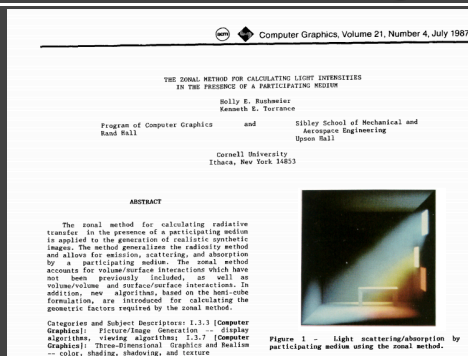 acm Computer Graphics, Volume 21, Number 4, July 1987
THE ZONAL METHOD FOR CALCULATING LIGHT INTENSITIES
IN THE PRESENCE OF A PARTICIPATING MEDIUM
Holly E. Rushmeier
Kenneth E. Torrance
Program of Computer Graphics and Sibley School of Mechanical and
Rand Hall Aerospace Engineering
Upson Hall
Cornell University
Ithaca, New York 14853
ABSTRACT
The zonal method for calculating radiative
transfer in the presence of a participating medium
is applied to the generation of realistic synthetic
images. The method generalizes the radiosity method
and allows for emission, scattering, and absorption
by a participating medium. The zonal method
accounts for volume/surface interactions which have
not been previously included, as well as
volume/volume and surface/surface interactions. In
addition, new algorithms, based on the hemi-cube
formulation, are introduced for calculating the
geometric factors required by the zonal method.
Categories and Subject Descriptors: I.3.3 [Computer
Graphics]: Picture/Image Generation -- display
algorithms, viewing algorithms; I.3.7 [Computer
Graphics]: Three-Dimensional Graphics and Realism
-- color, shading, shadowing, and texture
Figure 1 - Light scattering/absorption by
participating medium using the zonal method.